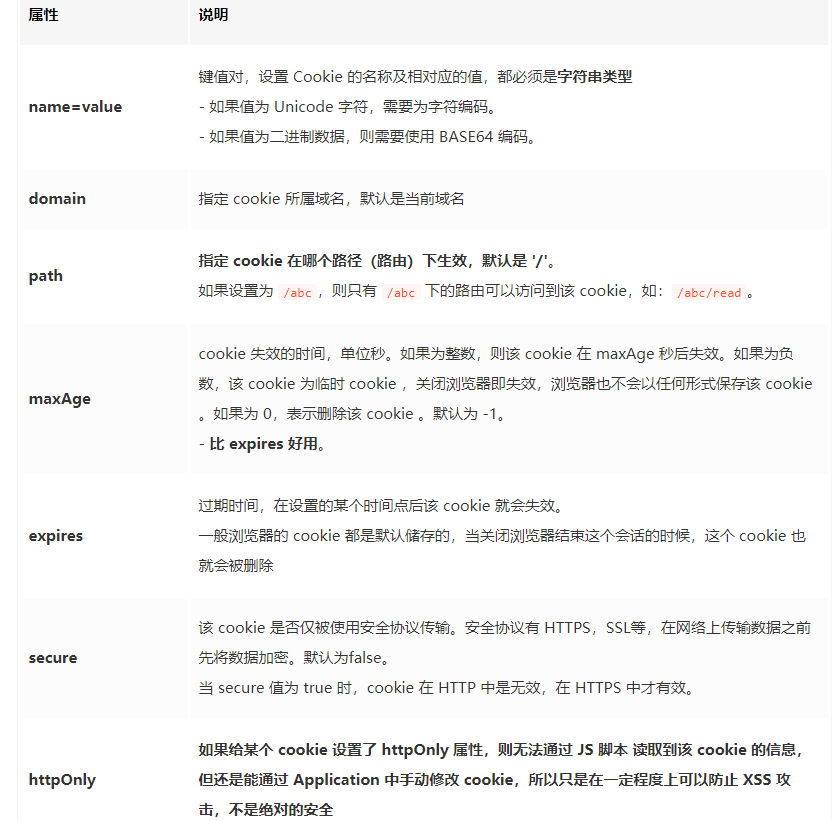 属性 说明
键值对，设置 Cookie 的名称及相对应的值，都必须是字符串类型
name=value
- 如果值为 Unicode 字符，需要为字符编码。
- 如果值为二进制数据，则需要使用 BASE64 编码。
domain 指定 cookie 所属域名，默认是当前域名
path
指定 cookie 在哪个路径（路由）下生效，默认是 '/'。
如果设置为 /abc，则只有 /abc 下的路由可以访问到该 cookie，如：/abc/read。
maxAge
cookie 失效的时间，单位秒。如果为整数，则该 cookie 在 maxAge 秒后失效。如果为负
数，该 cookie 为临时 cookie ，关闭浏览器即失效，浏览器也不会以任何形式保存该 cookie
。如果为 0，表示删除该 cookie 。默认为 -1。
- 比 expires 好用。
expires
过期时间，在设置的某个时间点后该 cookie 就会失效。
一般浏览器的 cookie 都是默认储存的，当关闭浏览器结束这个会话的时候，这个 cookie 也
就会被删除
secure
该 cookie 是否仅被使用安全协议传输。安全协议有 HTTPS，SSL等，在网络上传输数据之前
先将数据加密。默认为false。
当 secure 值为 true 时，cookie 在 HTTP 中是无效，在 HTTPS 中才有效。
httpOnly
如果给某个 cookie 设置了 httpOnly 属性，则无法通过 JS 脚本 读取到该 cookie 的信息，
但还是能通过 Application 中手动修改 cookie，所以只是在一定程度上可以防止 XSS 攻
击，不是绝对的安全